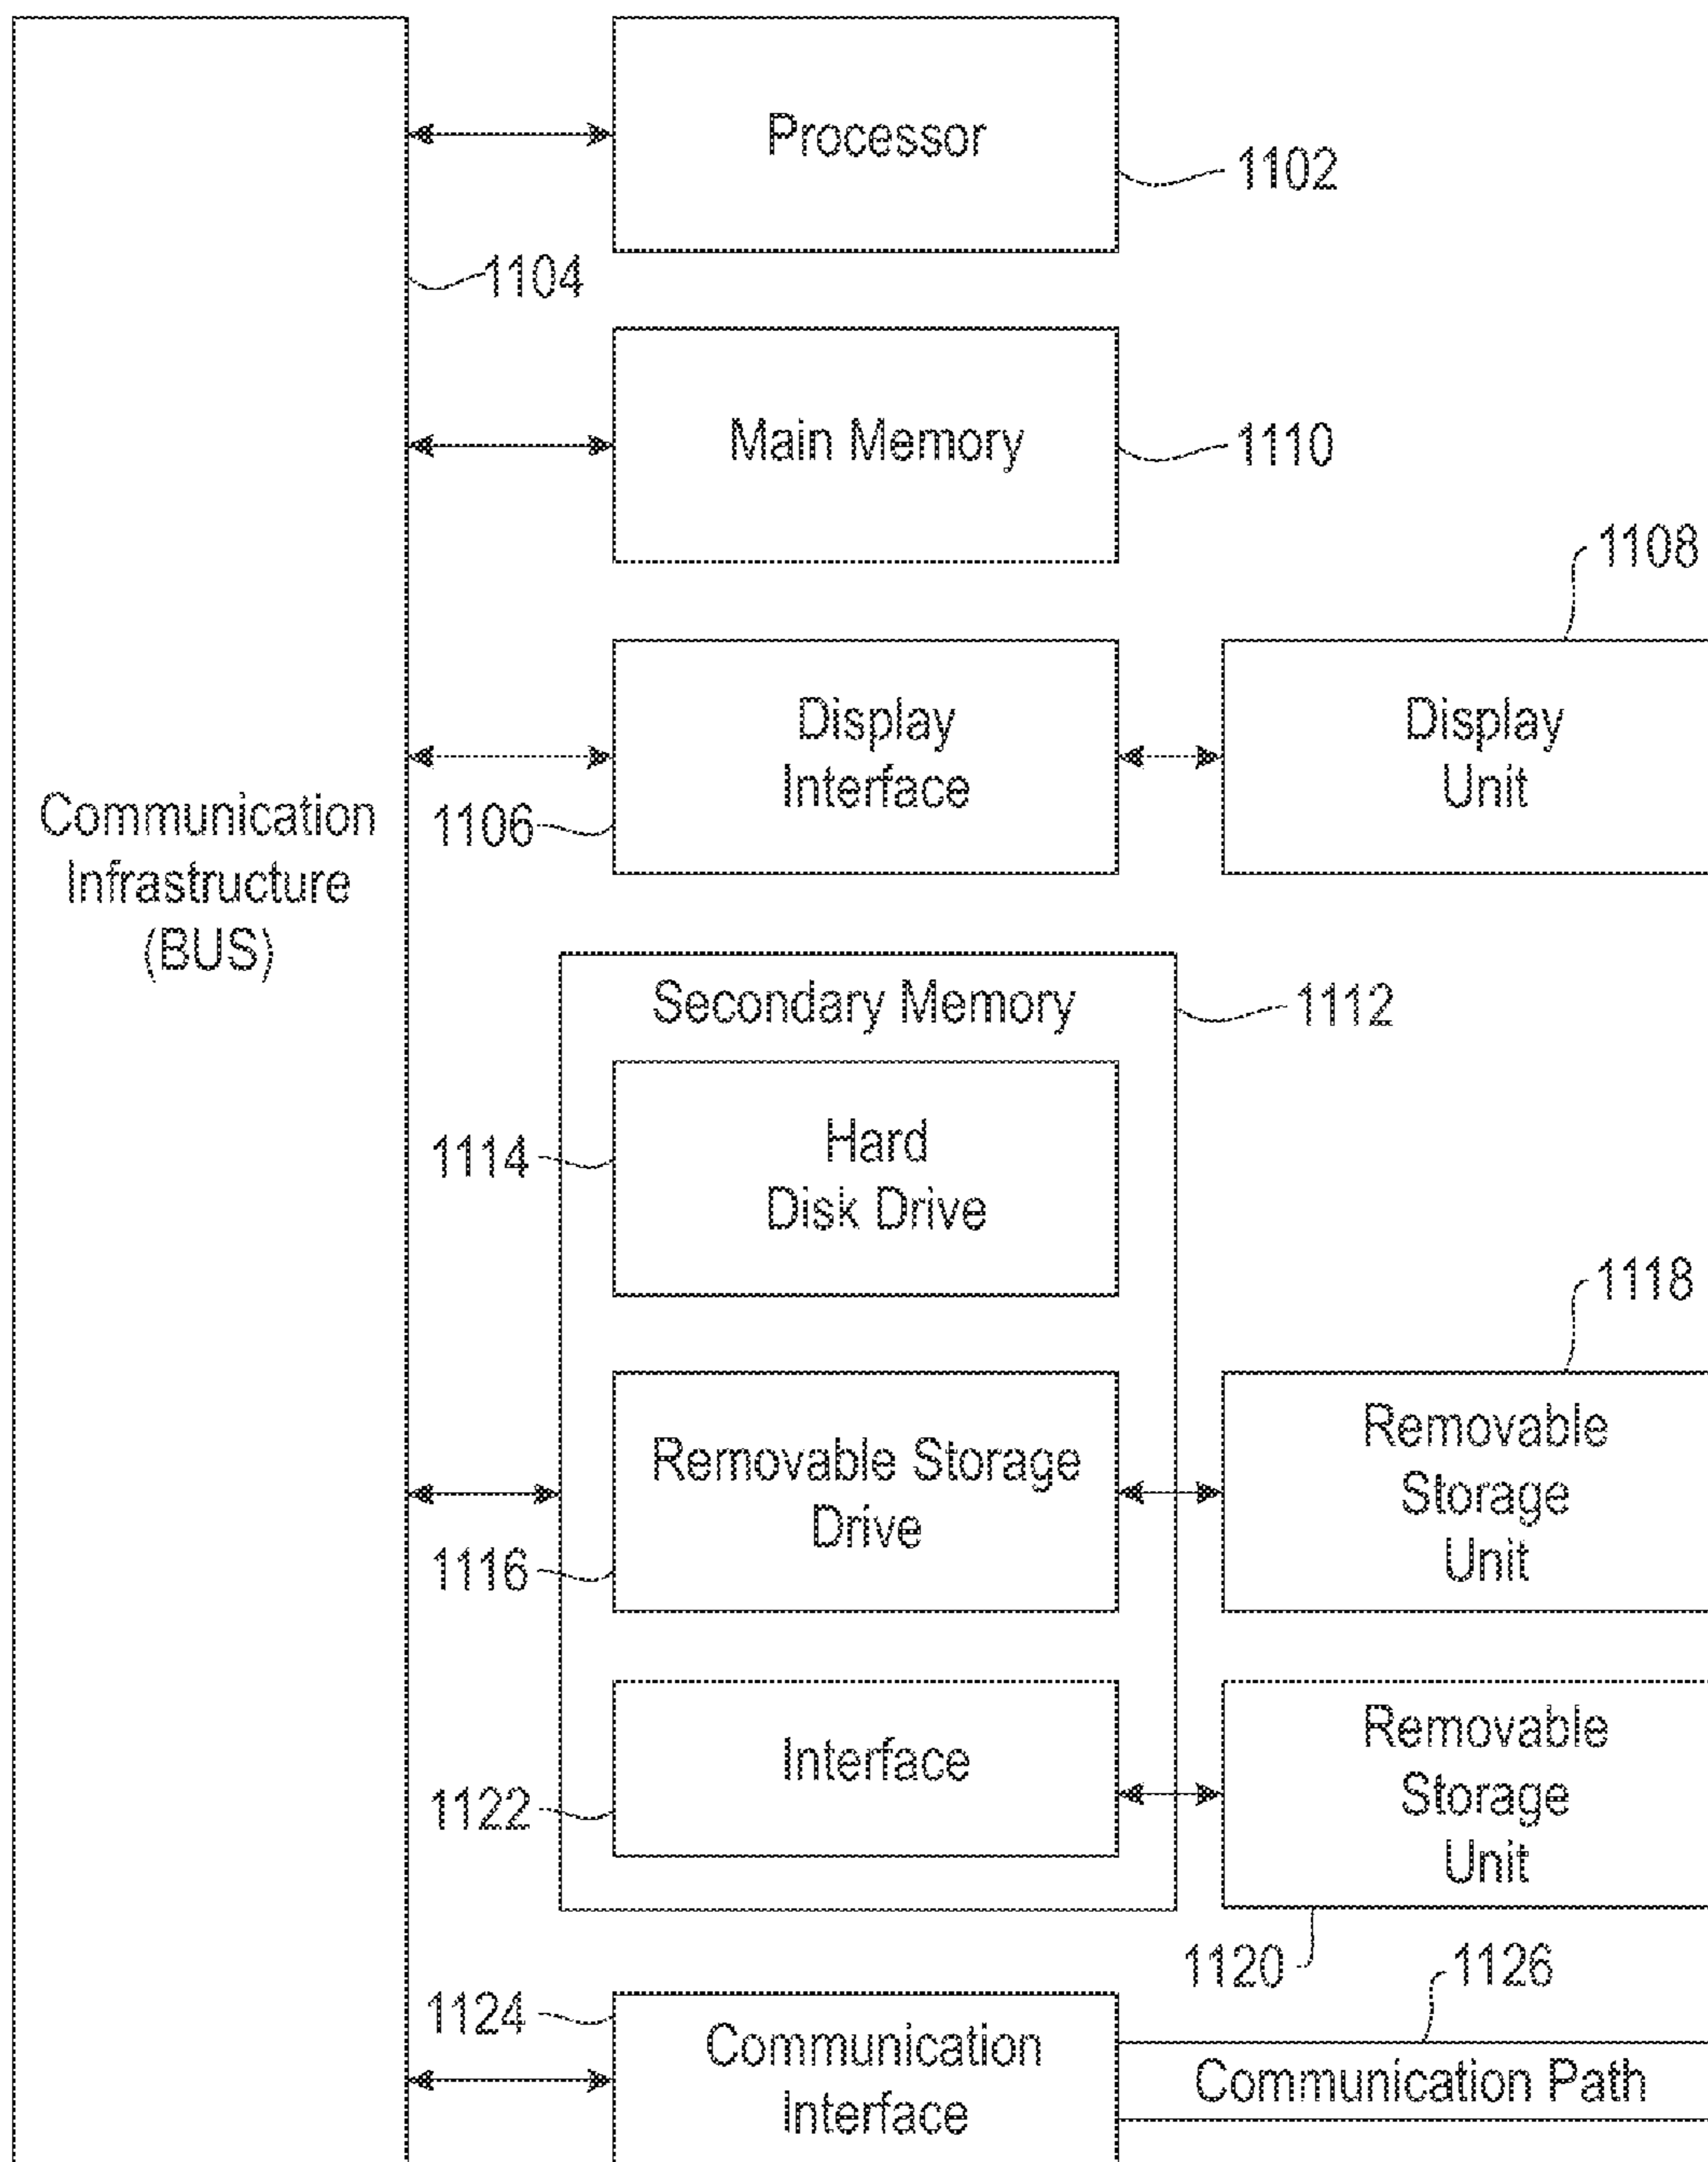 Processor
1102
1104
Main Memory
1110
1108
Display
Interface
Display
Unit
1106
Communication
Infrastructure
(BUS)
Secondary Memory
1112
1114
Hard
Disk Drive
1118
Removable Storage
Drive
Removable
Storage
Unit
1116
Interface
Removable
Storage
Unit
1122
1120
1126
1124
Communication
Interface
Communication Path